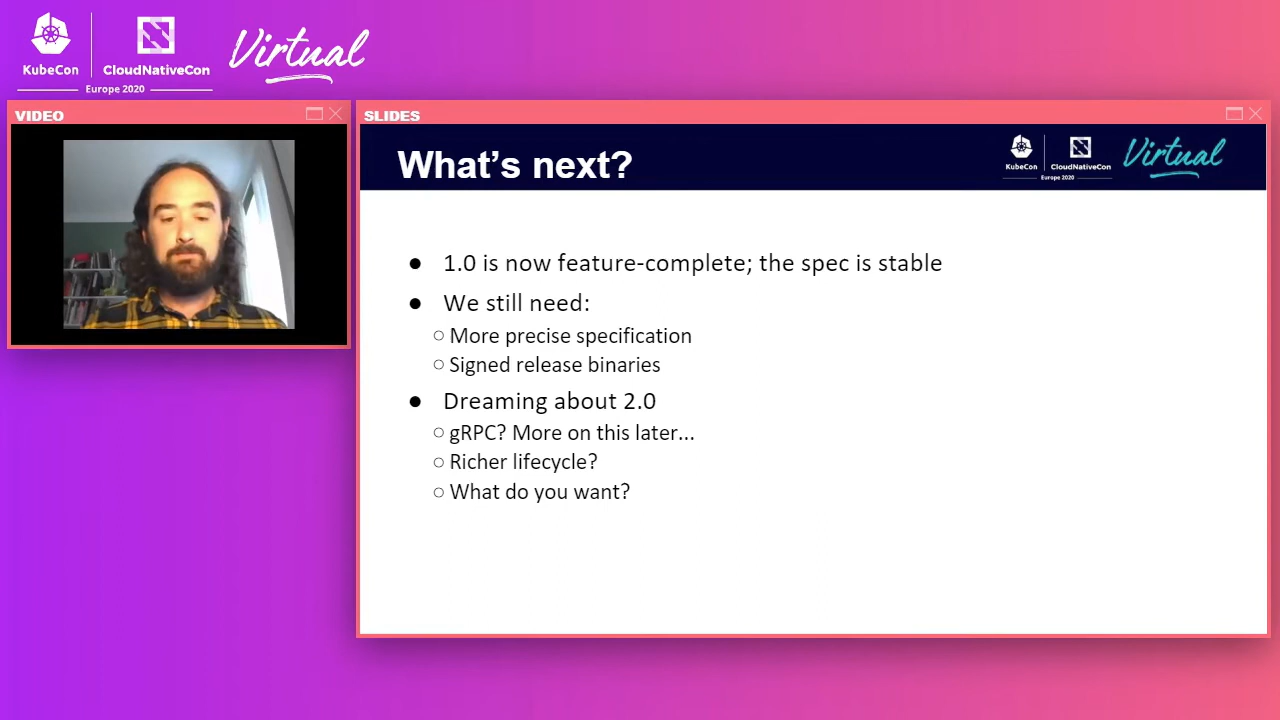 KubeCon
CloudNativeCon
Virtual
Europe 2020
VIDEO
SLIDES
What's next?
KubeCon
CloudNativeCon
Virtual
Europe 2020
● 1.0 is now feature-complete; the spec is stable
● We still need:
○ More precise specification
○ Signed release binaries
● Dreaming about 2.0
○ gRPC? More on this later...
○ Richer lifecycle?
○ What do you want?